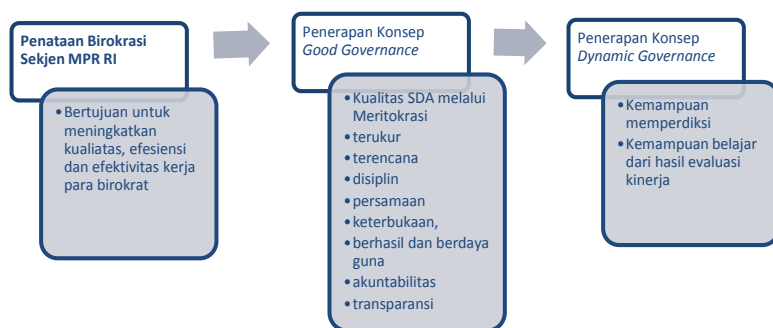 Penataan Birokrasi
Sekjen MPR RI
• Bertujuan untuk
meningkatkan
kualiatas, efesiensi
dan efektivitas kerja
para birokrat
Penerapan Konsep
Good Governance
• Kualitas SDA melalui
Meritokrasi
• terukur
• terencana
• disiplin
• persamaan
• keterbukaan,
• berhasil dan berdaya
guna
• akuntabilitas
• transparansi
Penerapan Konsep
Dynamic Governance
• Kemampuan
memperdiksi
• Kemampuan belajar
dari hasil evaluasi
kinerja